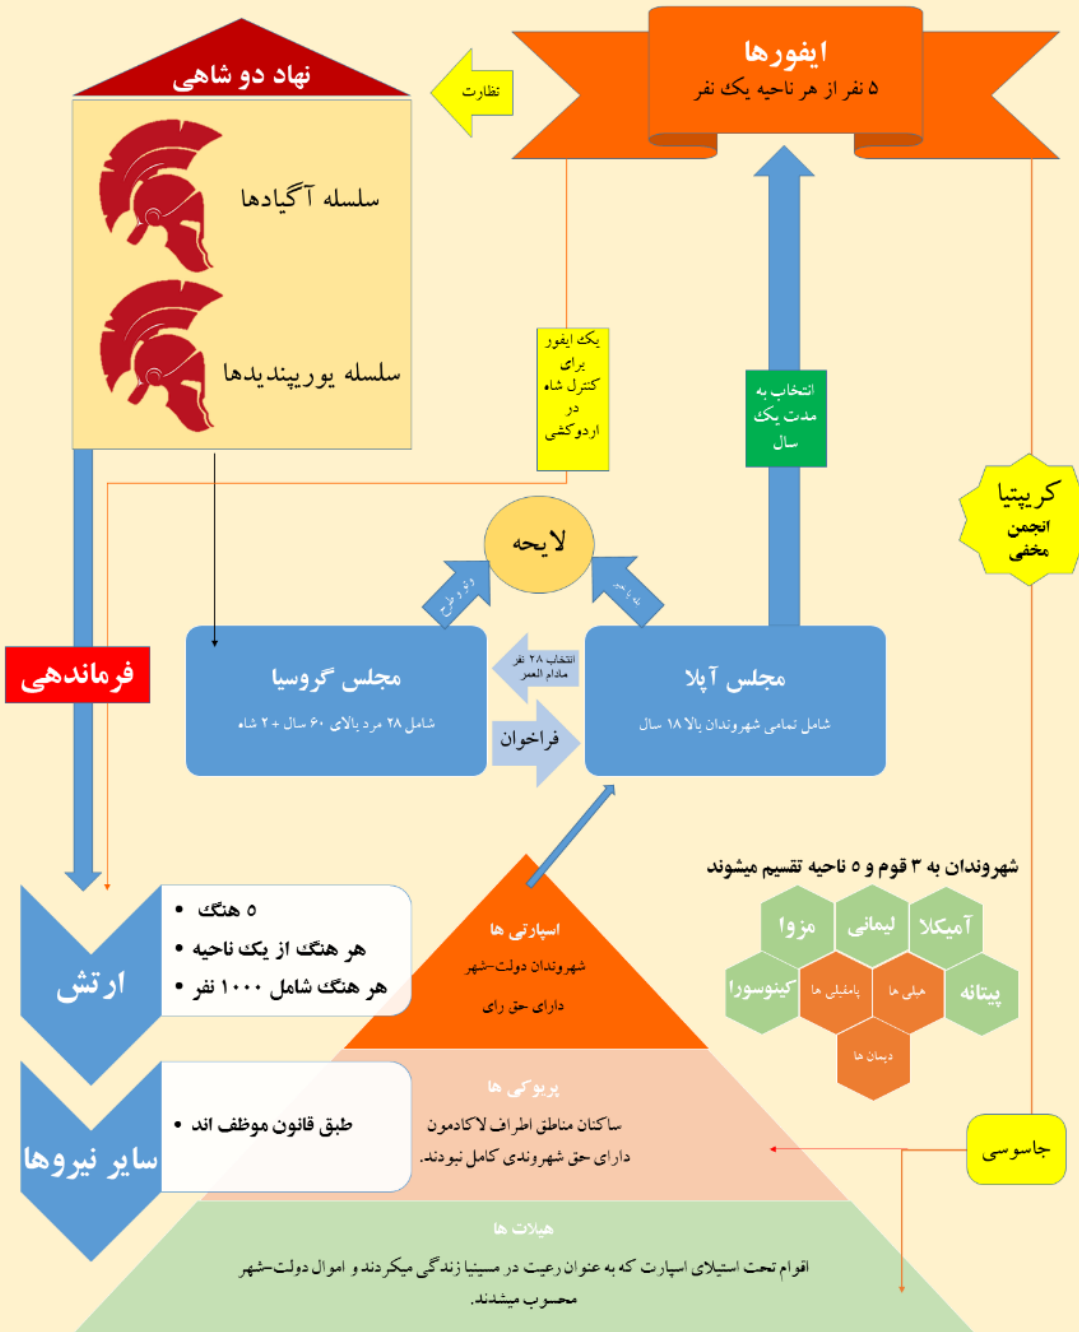 ایفورها
۵ نفر از هر ناحیه یک نفر
نظارت
نهاد دو شاهی
سلسله آگیادها
سلسله یوریپندیدها
یک ایفور
برای
کنترل شاه
در
اردوکشی
انتخاب به
مدت یک
سال
کریپتیا
انجمن
مخفی
لایحه
وتو و طرح
بله یا خیر
فرماندهی
مجلس آپلا
شامل تمامی شهروندان بالا ۱۸ سال
انتخاب ۲۸ نفر
مادام العمر
فراخوان
مجلس گروسیا
شامل ۲۸ مرد بالای ۶۰ سال + ۲ شاه
شهروندان به ۳ قوم و ۵ ناحیه تقسیم میشوند
آمیکلا
لیمانی
مزوا
پیتانه
هیلی ها
پامفیلی ها
کینوسورا
دیمان ها
ارتش
• ۵ هنگ
• هر هنگ از یک ناحیه
• هر هنگ شامل ۱۰۰۰ نفر
سایر نیروها
• طبق قانون موظف اند
اسپارتی ها
شهروندان دولت-شهر
دارای حق رای
پریوکی ها
ساکنان مناطق اطراف لاکادمون
دارای حق شهروندی کامل نبودند.
جاسوسی
هیلات ها
اقوام تحت استیلای اسپارت که به عنوان رعیت در مسینیا زندگی میکردند و اموال دولت-شهر
محسوب میشدند.